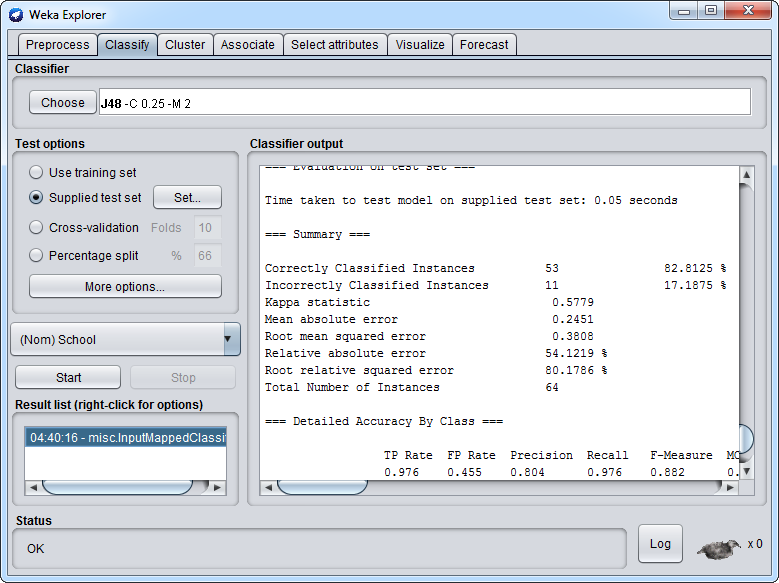 Weka Explorer
Preprocess Classify Cluster Associate Select attributes Visualize Forecast
Classifier
Choose J48 -C 0.25 -M 2
Test options
Use training set
Supplied test set Set...
Cross-validation Folds 10
Percentage split % 66
More options...
(Nom) School
Start Stop
Result list (right-click for options)
04:40:16 - misc.InputMappedClassi
Classifier output
=== Evaluation on test set ===
Time taken to test model on supplied test set: 0.05 seconds
=== Summary ===
Correctly Classified Instances 53 82.8125 %
Incorrectly Classified Instances 11 17.1875 %
Kappa statistic 0.5779
Mean absolute error 0.2451
Root mean squared error 0.3808
Relative absolute error 54.1219 %
Root relative squared error 80.1786 %
Total Number of Instances 64
=== Detailed Accuracy By Class ===
TP Rate FP Rate Precision Recall F-Measure MC
0.976 0.455 0.804 0.976 0.882 0.
Status
OK
Log x 0